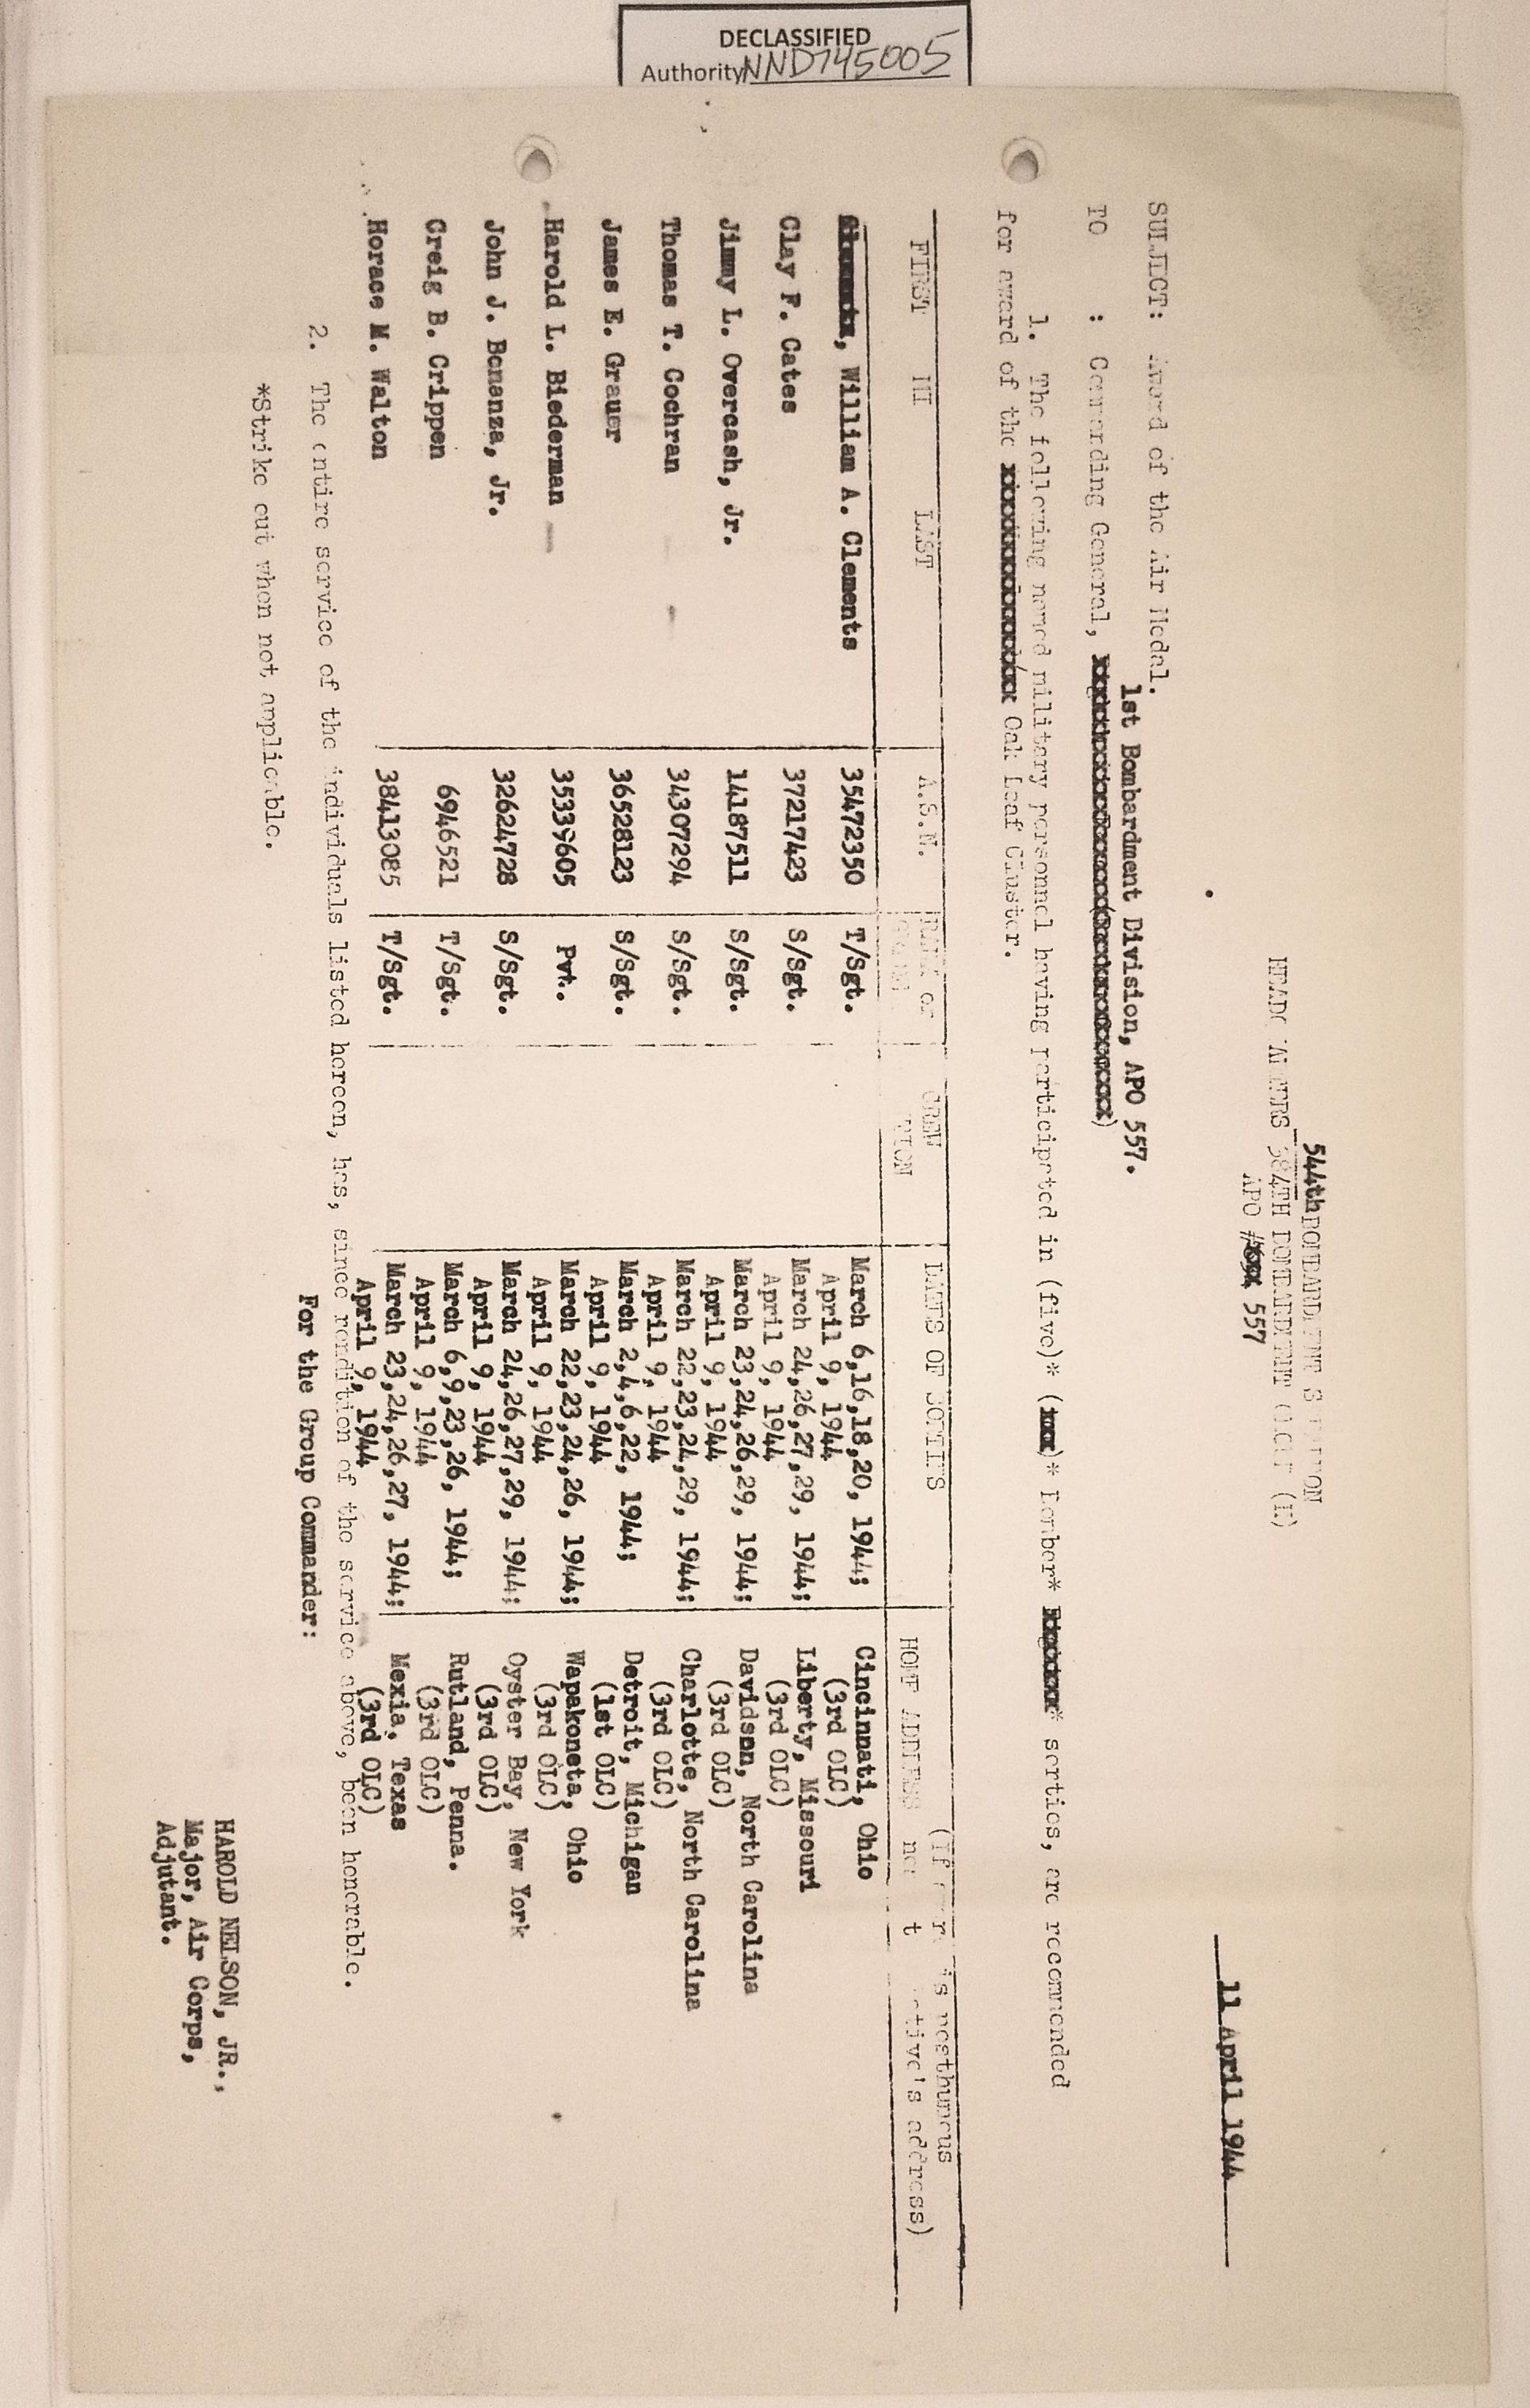 DECLASSIFIED
Authority NND745005
544th BOMBARDMENT SQUADRON
HEADQUARTERS 384TH BOMBARDMENT GROUP (H)
APO 557
11 April 1944
SUBJECT: Award of the Air Medal.
1st Bombardment Division, APO 557.
TO : Commanding General,
1. The following named military personnel having participated in (five)* ( )* Bomber* * sorties, are recommended
for award of the Oak Leaf Cluster.
FIRST MI LAST A.S.N. RANK or CREW DATES OF SORTIES HOME ADDRESS (If is posthumous
address)
, William A. Clements 35472350 T/Sgt. March 6,16,18,20, 1944; Cincinnati, Ohio
April 9, 1944 (3rd OLC)
Clay F. Cates 37217423 S/Sgt. March 24,26,27,29, 1944; Liberty, Missouri
April 9, 1944 (3rd OLC)
Jimmy L. Overcash, Jr. 14187511 S/Sgt. March 23,24,26,29, 1944; Davidson, North Carolina
April 9, 1944 (3rd OLC)
Thomas T. Cochran 34307294 S/Sgt. March 22,23,24,29, 1944; Charlotte, North Carolina
April 9, 1944 (3rd OLC)
James E. Grauer 36528123 S/Sgt. March 2,4,6,22, 1944; Detroit, Michigan
April 9, 1944 (1st OLC)
Harold L. Biederman 35339605 Pvt. March 22,23,24,26, 1944; Wapakoneta, Ohio
April 9, 1944 (3rd OLC)
John J. Bonanza, Jr. 32624728 S/Sgt. March 24,26,27,29, 1944; Oyster Bay, New York
April 9, 1944 (3rd OLC)
Creig B. Crippen 6946521 T/Sgt. March 6,9,23,26, 1944; Rutland, Penna.
April 9, 1944 (3rd OLC)
Horace M. Walton 38413085 T/Sgt. March 23,24,26,27, 1944; Mexia, Texas
April 9, 1944 (3rd OLC)
2. The entire service of the individuals listed hereon, has, since rendition of the service above, been honorable.
For the Group Commander:
*Strike out when not applicable.
HAROLD NELSON, JR.,
Major, Air Corps,
Adjutant.